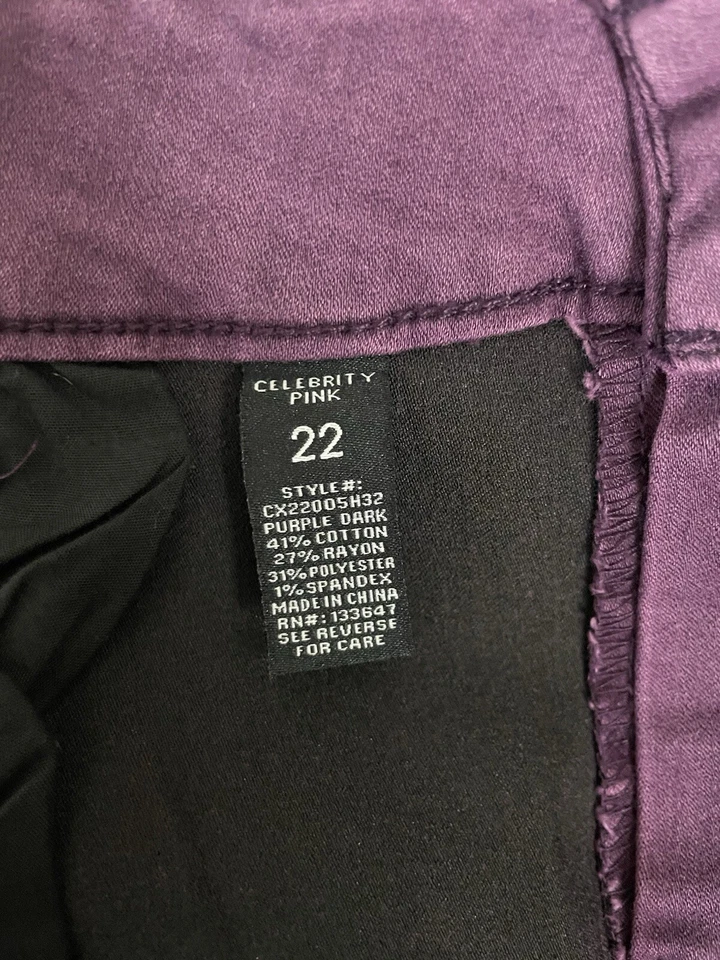 CELEBRITY
PINK
22
STYLE#:
CX22005H32
PURPLE DARK
41% COTTON
27% RAYON
31% POLYESTER
1% SPANDEX
MADE IN CHINA
RN#: 133647
SEE REVERSE
FOR CARE